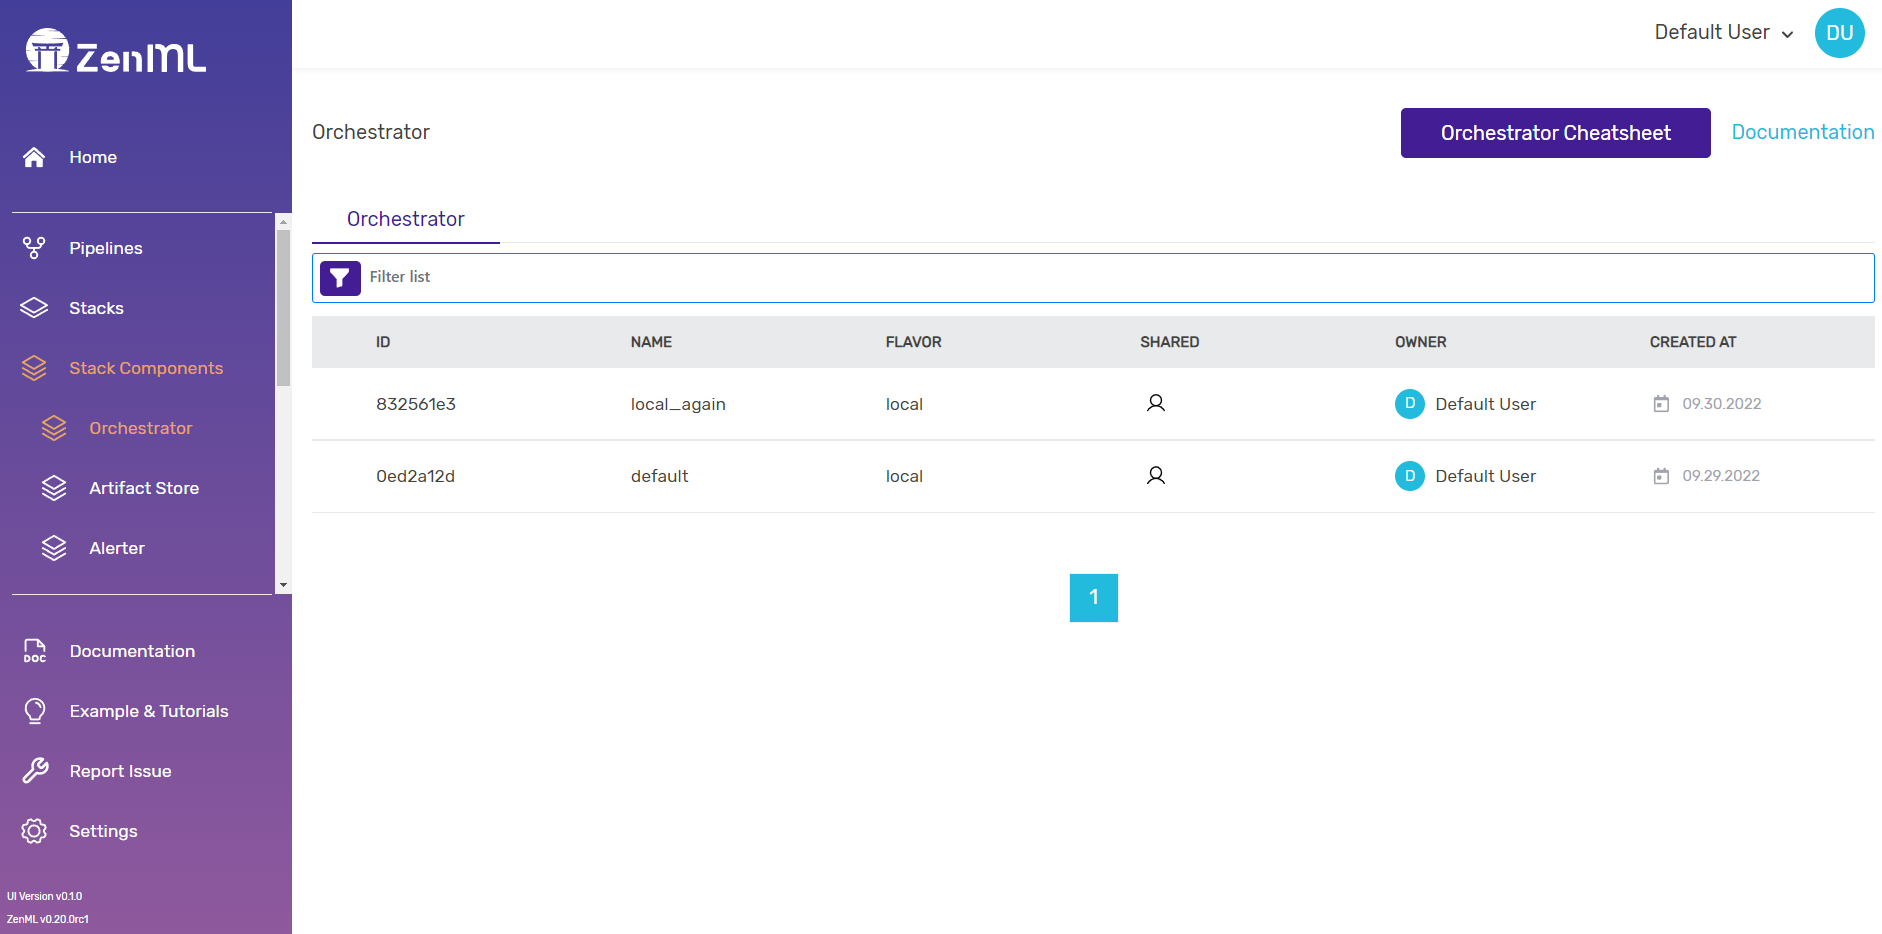 ZenML
Default User
DU
Home
Orchestrator
Orchestrator Cheatsheet
Documentation
Pipelines
Orchestrator
Stacks
Filter list
Stack Components
ID NAME FLAVOR SHARED OWNER CREATED AT
832561e3 local_again local D Default User 09.30.2022
Orchestrator
0ed2a12d default local D Default User 09.29.2022
Artifact Store
Alerter
1
DOC Documentation
Example & Tutorials
Report Issue
Settings
UI Version v0.1.0
ZenML v0.20.0rc1